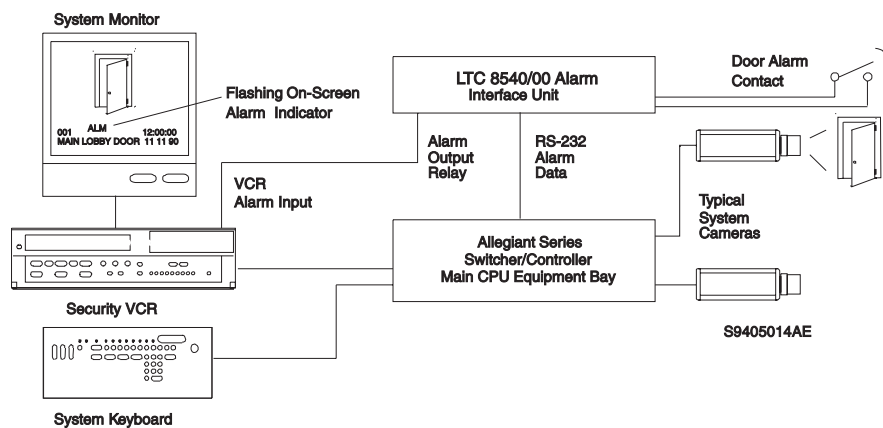 System Monitor
001 ALM 12:00:00
MAIN LOBBY DOOR 11 11 90
Flashing On-Screen
Alarm Indicator
LTC 8540/00 Alarm
Interface Unit
Door Alarm
Contact
Alarm
Output
Relay
RS-232
Alarm
Data
VCR
Alarm Input
Typical
System
Cameras
Allegiant Series
Switcher/Controller
Main CPU Equipment Bay
Security VCR
S9405014AE
System Keyboard